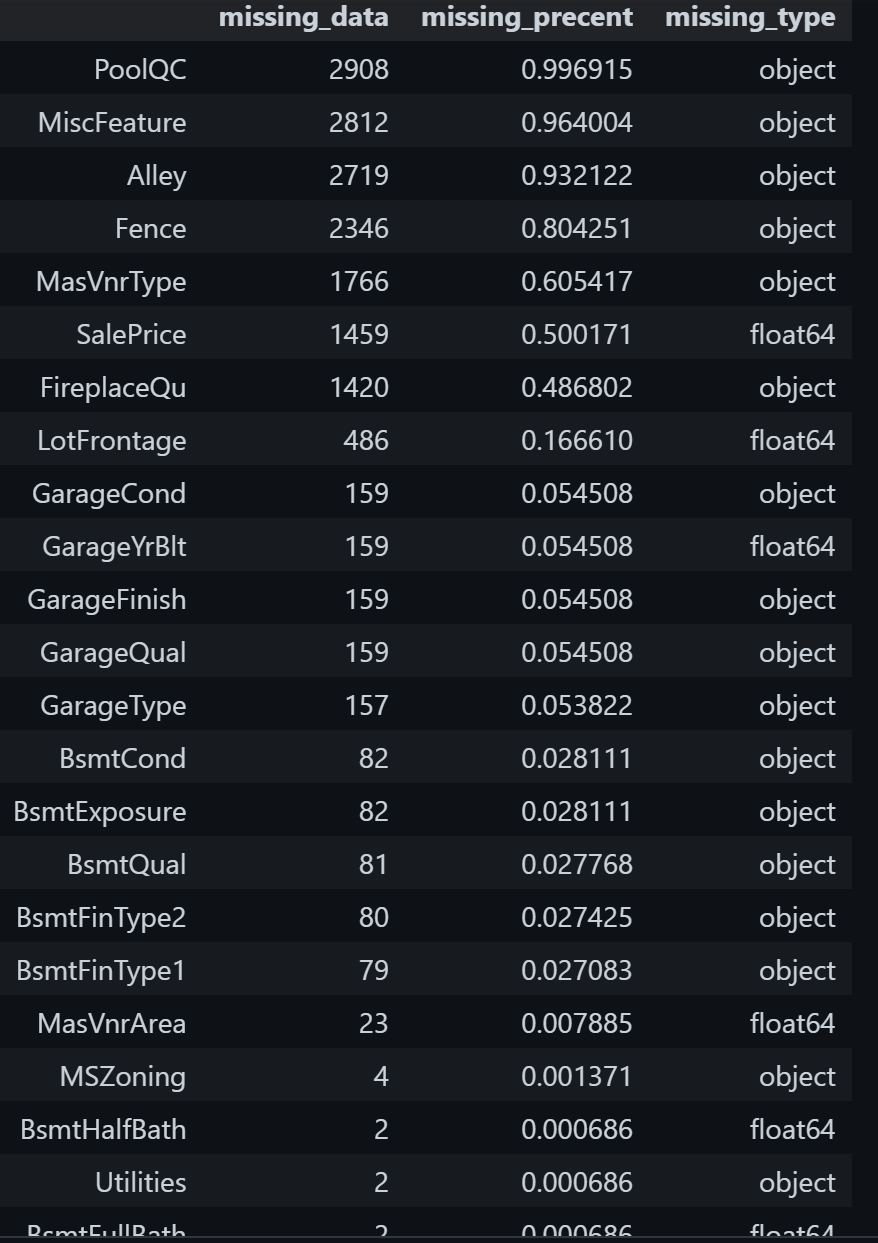 missing_data missing_precent missing_type
PoolQC 2908 0.996915 object
MiscFeature 2812 0.964004 object
Alley 2719 0.932122 object
Fence 2346 0.804251 object
MasVnrType 1766 0.605417 object
SalePrice 1459 0.500171 float64
FireplaceQu 1420 0.486802 object
LotFrontage 486 0.166610 float64
GarageCond 159 0.054508 object
GarageYrBlt 159 0.054508 float64
GarageFinish 159 0.054508 object
GarageQual 159 0.054508 object
GarageType 157 0.053822 object
BsmtCond 82 0.028111 object
BsmtExposure 82 0.028111 object
BsmtQual 81 0.027768 object
BsmtFinType2 80 0.027425 object
BsmtFinType1 79 0.027083 object
MasVnrArea 23 0.007885 float64
MSZoning 4 0.001371 object
BsmtHalfBath 2 0.000686 float64
Utilities 2 0.000686 object
BsmtFullBath 2 0.000686 float64